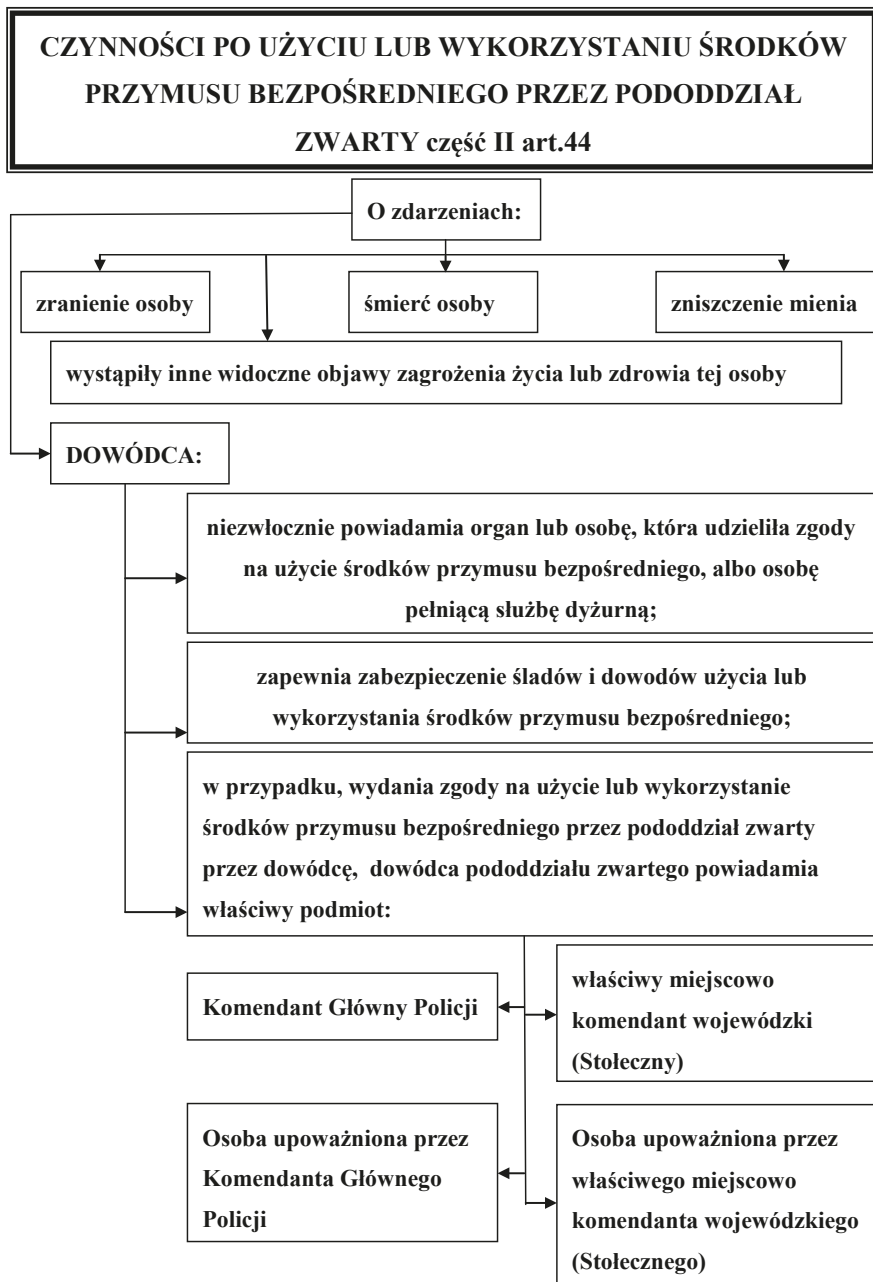 CZYNNOŚCI PO UŻYCIU LUB WYKORZYSTANIU ŚRODKÓW
PRZYMUSU BEZPOŚREDNIEGO PRZEZ PODODDZIAŁ
ZWARTY część II art.44
O zdarzeniach:
zranienie osoby
śmierć osoby
zniszczenie mienia
wystąpiły inne widoczne objawy zagrożenia życia lub zdrowia tej osoby
DOWÓDCA:
niezwłocznie powiadamia organ lub osobę, która udzieliła zgody
na użycie środków przymusu bezpośredniego, albo osobę
pełniącą służbę dyżurną;
zapewnia zabezpieczenie śladów i dowodów użycia lub
wykorzystania środków przymusu bezpośredniego;
w przypadku, wydania zgody na użycie lub wykorzystanie
środków przymusu bezpośredniego przez pododdział zwarty
przez dowódcę, dowódca pododdziału zwartego powiadamia
właściwy podmiot:
Komendant Główny Policji
właściwy miejscowo
komendant wojewódzki
(Stołeczny)
Osoba upoważniona przez
Komendanta Głównego
Policji
Osoba upoważniona przez
właściwego miejscowo
komendanta wojewódzkiego
(Stołecznego)